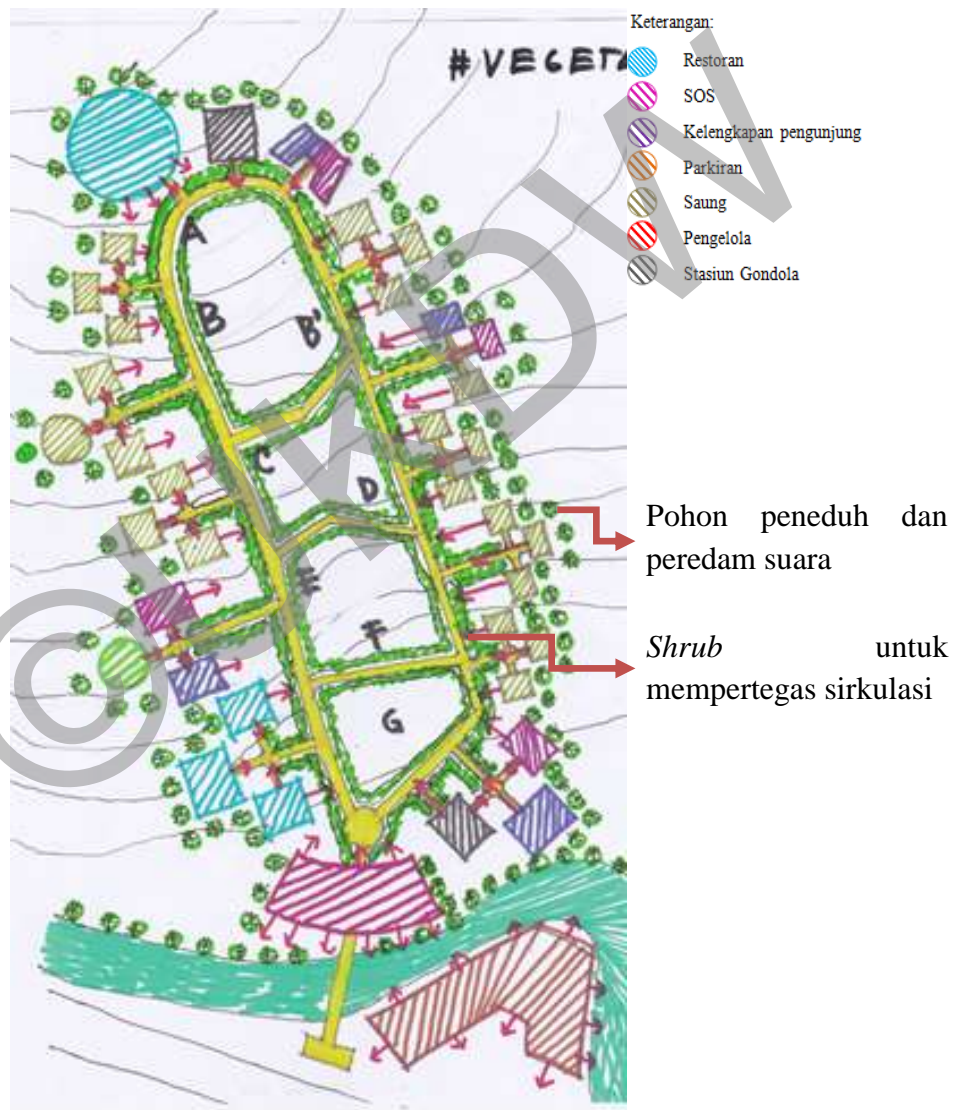 # VEGETA
Keterangan:
Restoran
SOS
Kelengkapan pengunjung
Parkiran
Saung
Pengelola
Stasiun Gondola
A
B
B'
C
D
E
F
G
Pohon peneduh dan
peredam suara
Shrub untuk
mempertegas sirkulasi
© UKDW